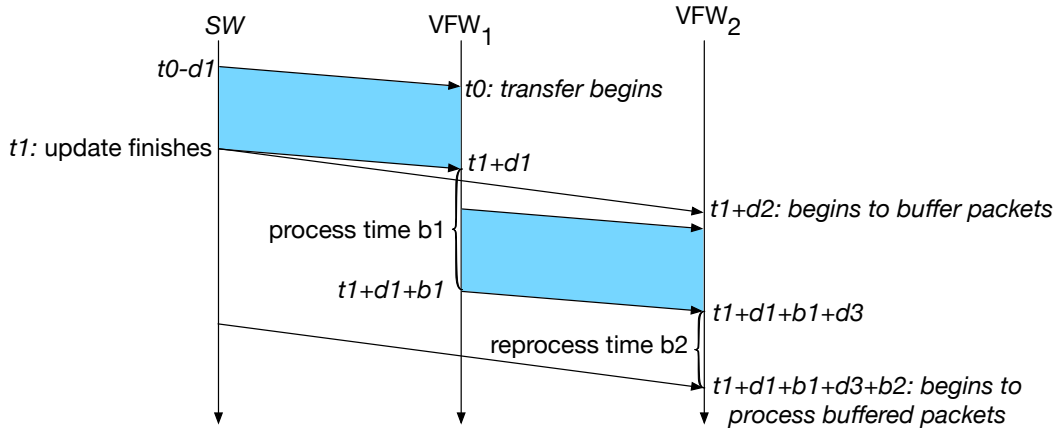 SW
VFW1
VFW2
t0-d1
t0: transfer begins
t1: update finishes
t1+d1
t1+d2: begins to buffer packets
process time b1
t1+d1+b1
t1+d1+b1+d3
reprocess time b2
t1+d1+b1+d3+b2: begins to
process buffered packets